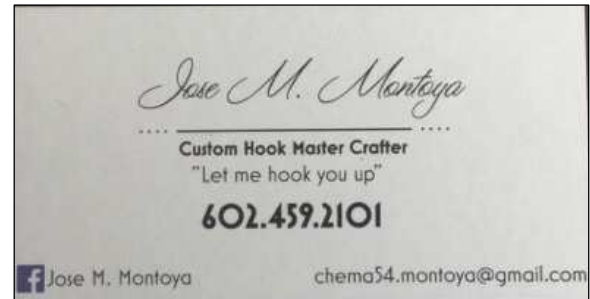 Jose M. Montoya
Custom Hook Master Crafter
"Let me hook you up"
602.459.2101
Jose M. Montoya
chema54.montoya@gmail.com